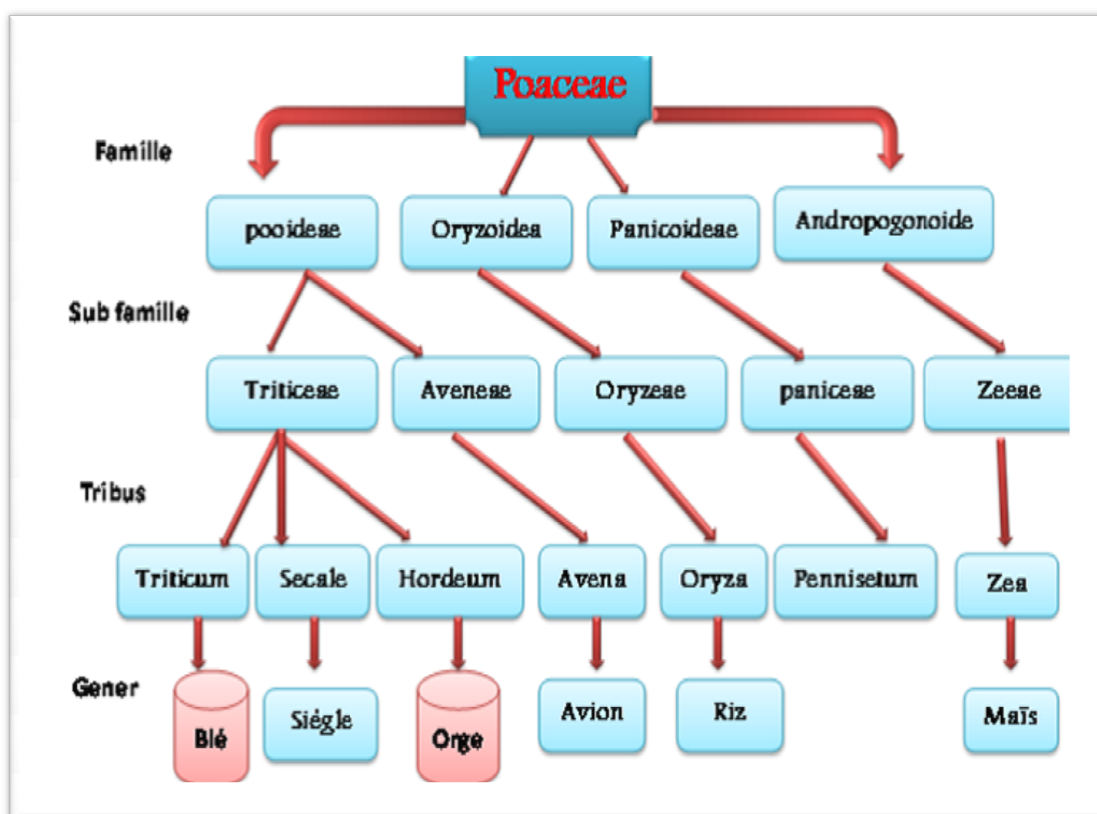 Poaceae
Famille
pooideae Oryzoidea Panicoideae Andropogonoide
Sub famille
Triticeae Aveneae Oryzeae paniceae Zeeae
Tribus
Triticum Secale Hordeum Avena Oryza Pennisetum Zea
Gener
Blé Siégle Orge Avion Riz Maïs